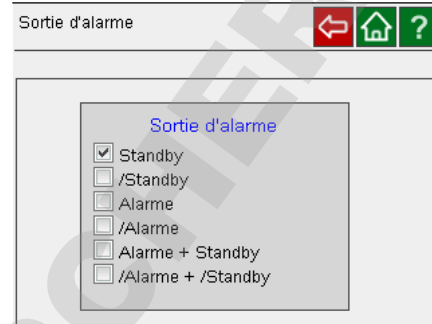 Sortie d'alarme
?
Sortie d'alarme
Standby
/Standby
Alarme
/Alarme
Alarme + Standby
/Alarme + /Standby